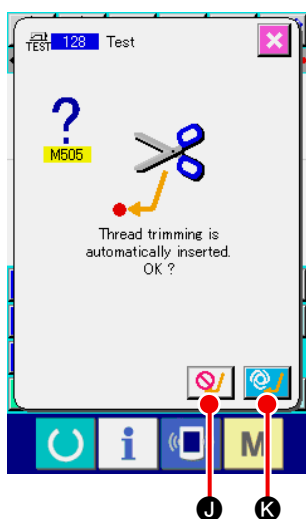 TEST 128 Test
?
M505
Thread trimming is
automatically inserted.
OK ?
i M
J K